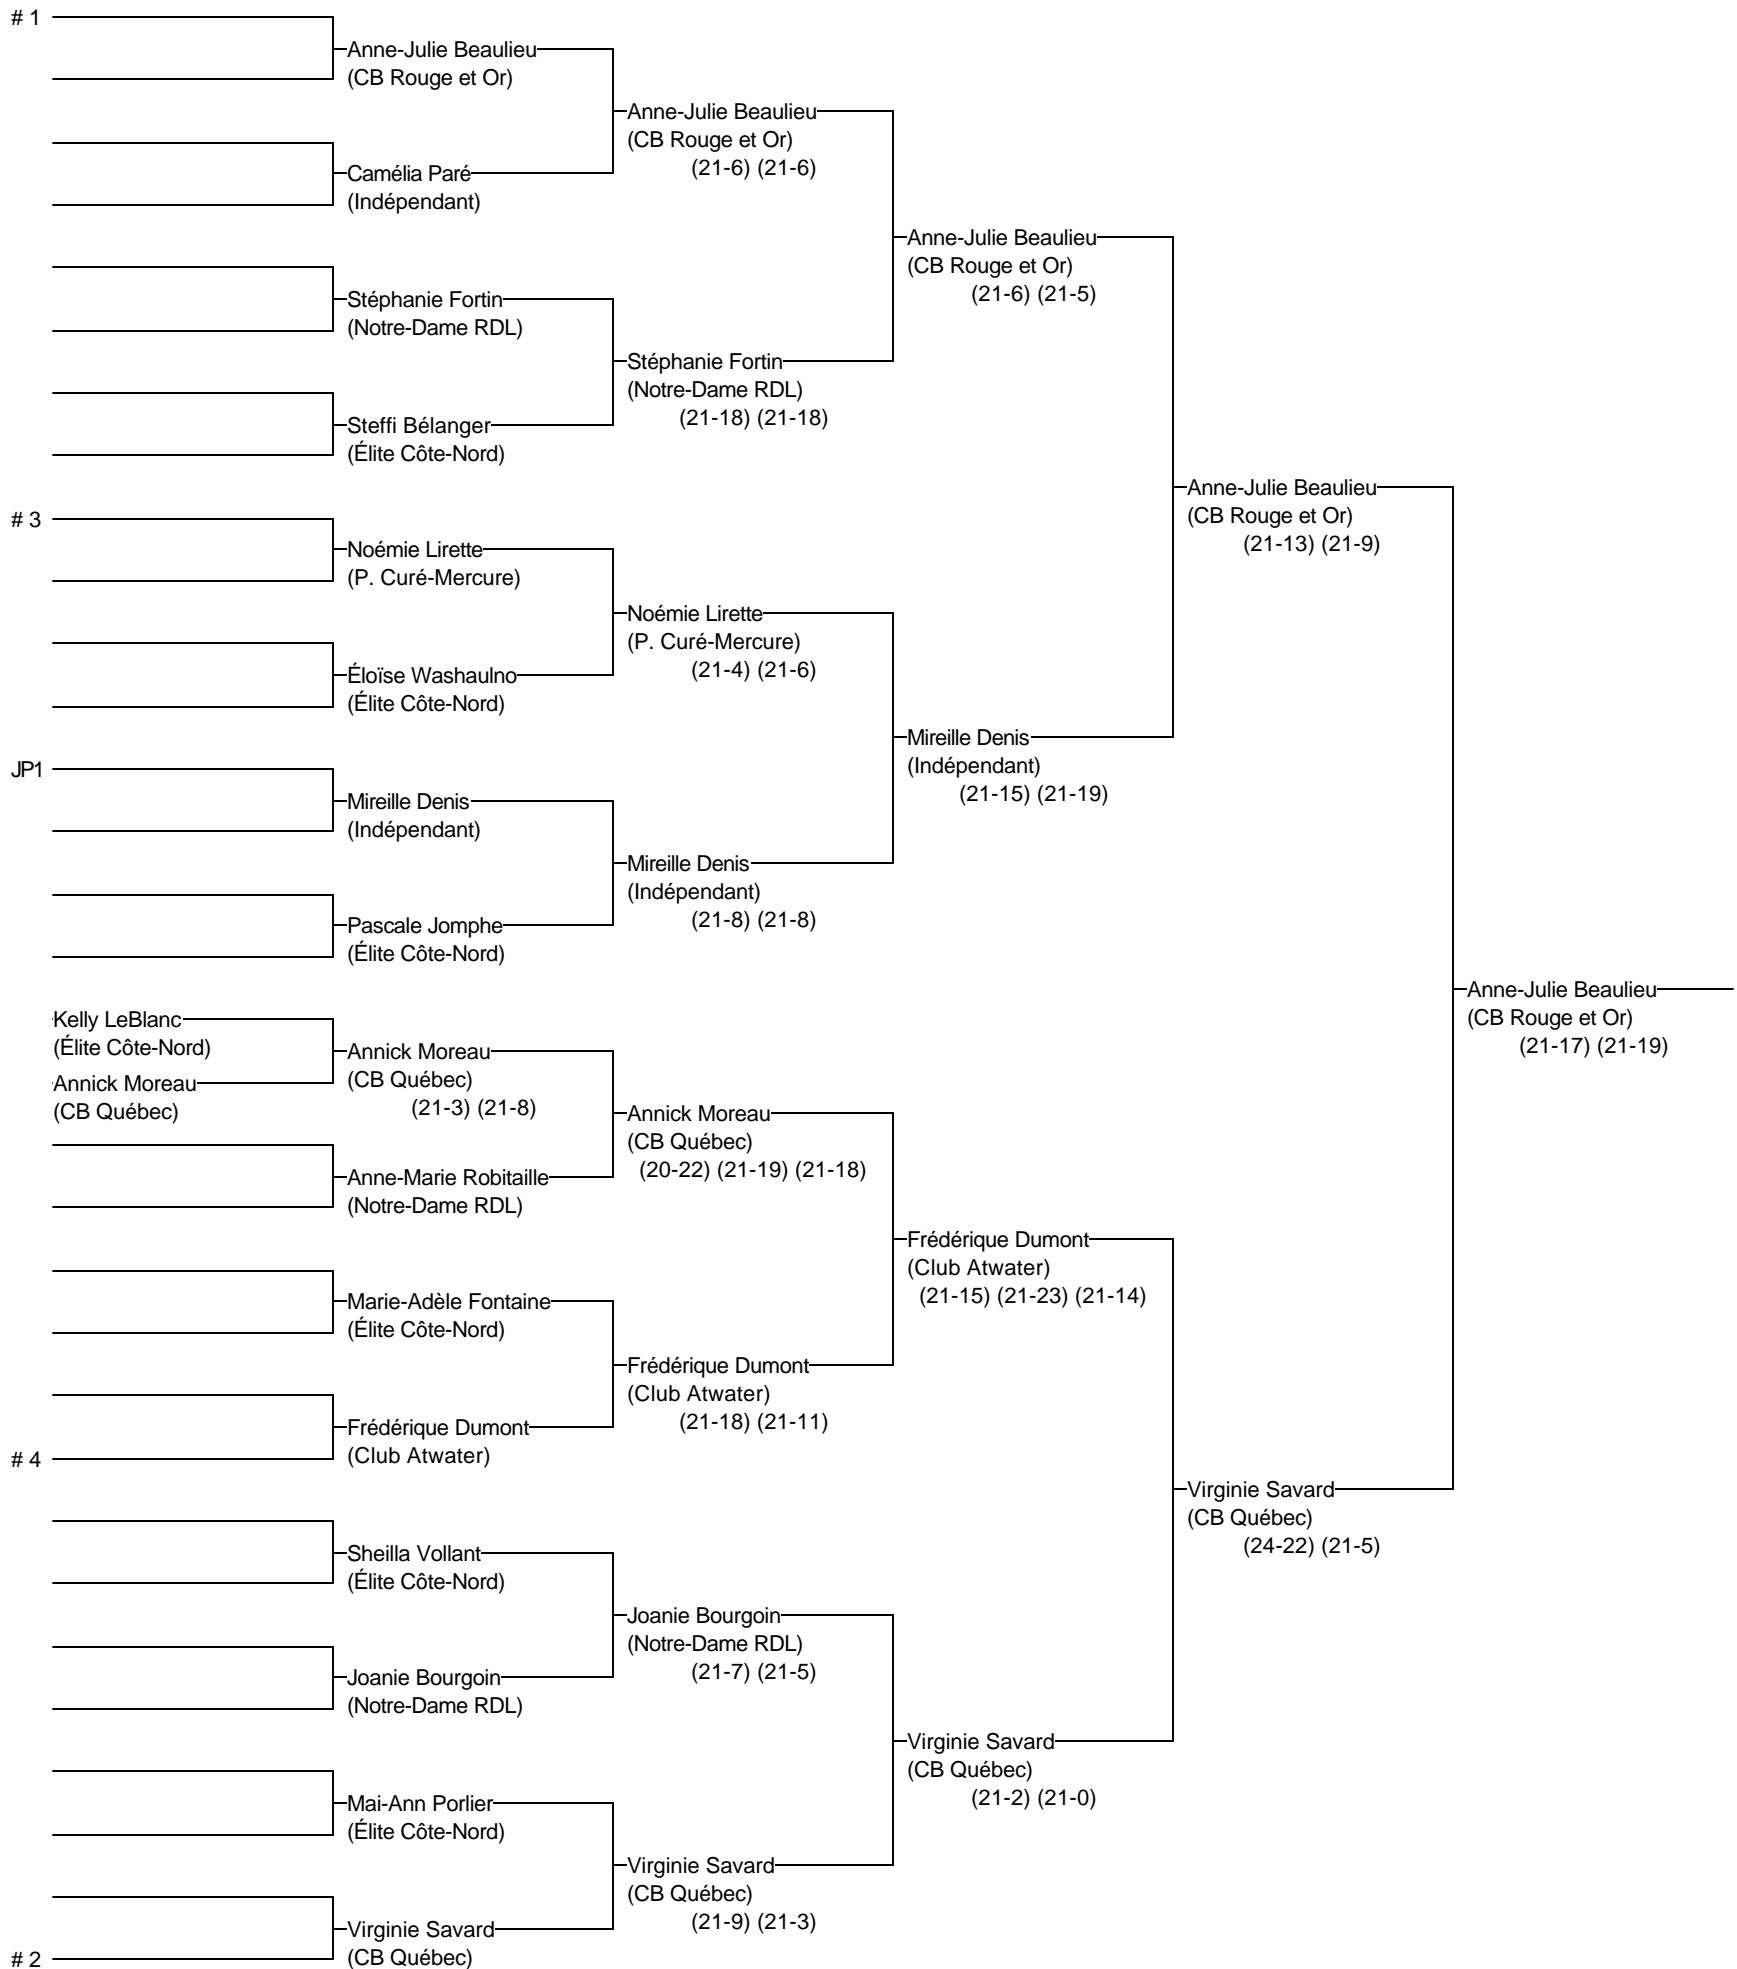 # 1
Anne-Julie Beaulieu
(CB Rouge et Or)
Anne-Julie Beaulieu
(CB Rouge et Or)
(21-6) (21-6)
Camélia Paré
(Indépendant)
Anne-Julie Beaulieu
(CB Rouge et Or)
(21-6) (21-5)
Stéphanie Fortin
(Notre-Dame RDL)
Stéphanie Fortin
(Notre-Dame RDL)
(21-18) (21-18)
Steffi Bélanger
(Élite Côte-Nord)
Anne-Julie Beaulieu
(CB Rouge et Or)
(21-13) (21-9)
# 3
Noémie Lirette
(P. Curé-Mercure)
Noémie Lirette
(P. Curé-Mercure)
(21-4) (21-6)
Éloïse Washaulno
(Élite Côte-Nord)
Mireille Denis
(Indépendant)
(21-15) (21-19)
JP1
Mireille Denis
(Indépendant)
Mireille Denis
(Indépendant)
(21-8) (21-8)
Pascale Jomphe
(Élite Côte-Nord)
Anne-Julie Beaulieu
(CB Rouge et Or)
(21-17) (21-19)
Kelly LeBlanc
(Élite Côte-Nord)
Annick Moreau
(CB Québec)
Annick Moreau
(CB Québec)
(21-3) (21-8)
Annick Moreau
(CB Québec)
(20-22) (21-19) (21-18)
Anne-Marie Robitaille
(Notre-Dame RDL)
Frédérique Dumont
(Club Atwater)
(21-15) (21-23) (21-14)
Marie-Adèle Fontaine
(Élite Côte-Nord)
Frédérique Dumont
(Club Atwater)
(21-18) (21-11)
Frédérique Dumont
(Club Atwater)
# 4
Virginie Savard
(CB Québec)
(24-22) (21-5)
Sheilla Vollant
(Élite Côte-Nord)
Joanie Bourgoin
(Notre-Dame RDL)
(21-7) (21-5)
Joanie Bourgoin
(Notre-Dame RDL)
Virginie Savard
(CB Québec)
(21-2) (21-0)
Mai-Ann Porlier
(Élite Côte-Nord)
Virginie Savard
(CB Québec)
(21-9) (21-3)
Virginie Savard
(CB Québec)
# 2